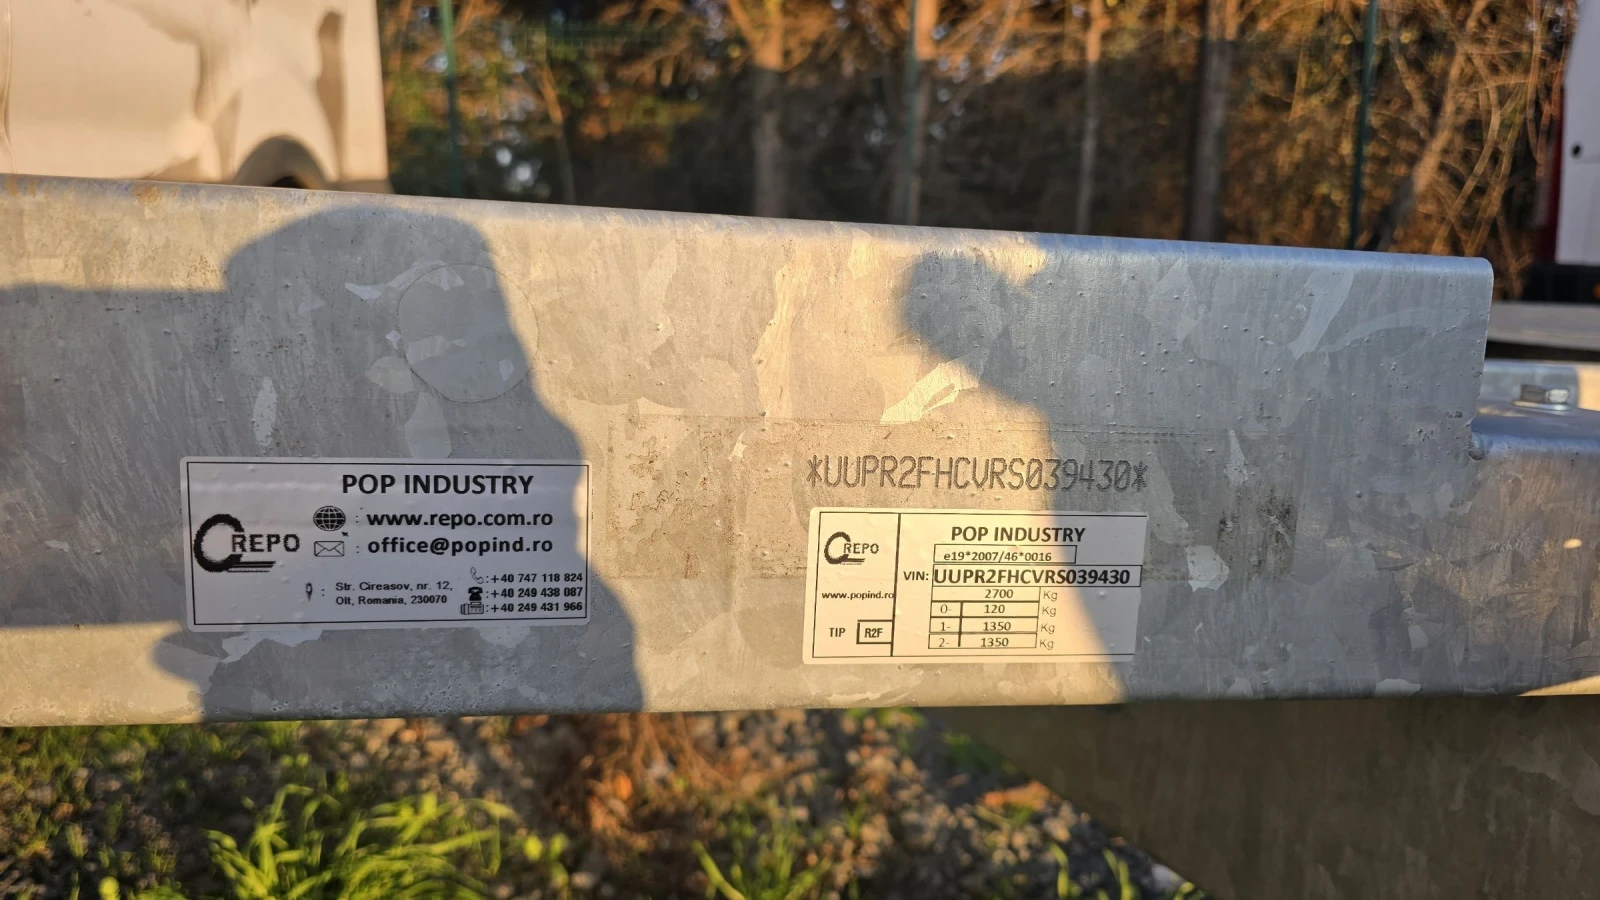 POP INDUSTRY
REPO
: www.repo.com.ro
: office@popind.ro
: Str. Cireasov, nr. 12,
Olt, Romania, 230070
:+40 747 118 824
:+40 249 438 087
:+40 249 431 966
*UUPR2FHCVRS039430*
REPO
POP INDUSTRY
e19*2007/46*0016
VIN: UUPR2FHCVRS039430
www.popind.ro
2700 Kg
0- 120 Kg
1- 1350 Kg
2- 1350 Kg
TIP R2F